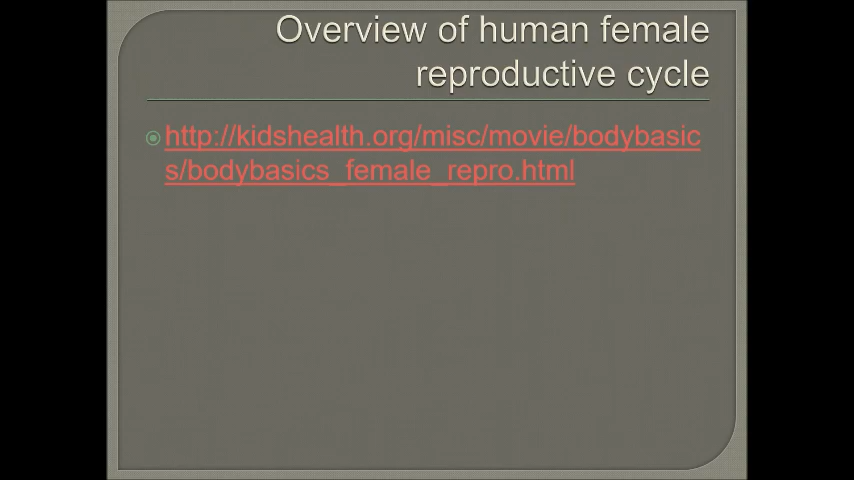 Overview of human female
reproductive cycle
http://kidshealth.org/misc/movie/bodybasic
s/bodybasics_female_repro.html